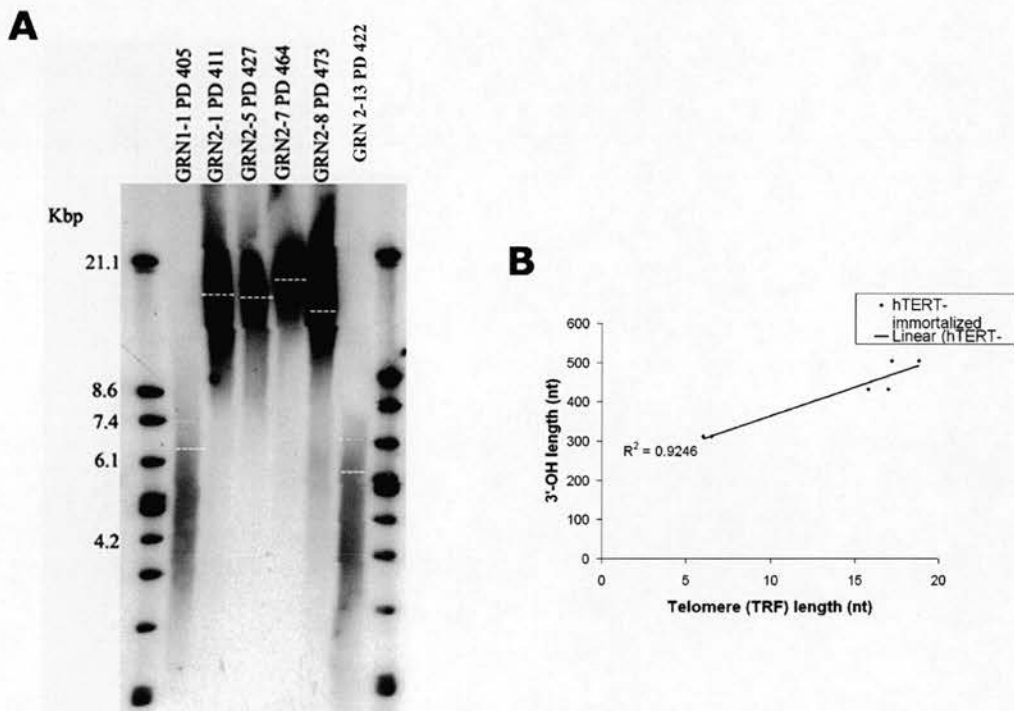 A
GRN1-1 PD 405
GRN2-1 PD 411
GRN2-5 PD 427
GRN2-7 PD 464
GRN2-8 PD 473
GRN 2-13 PD 422
Kbp
21.1
8.6
7.4
6.1
4.2
B
hTERT-
immortalized
Linear (hTERT-
600
500
400
300
200
100
0
3'-OH length (nt)
R² = 0.9246
0 5 10 15 20
Telomere (TRF) length (nt)